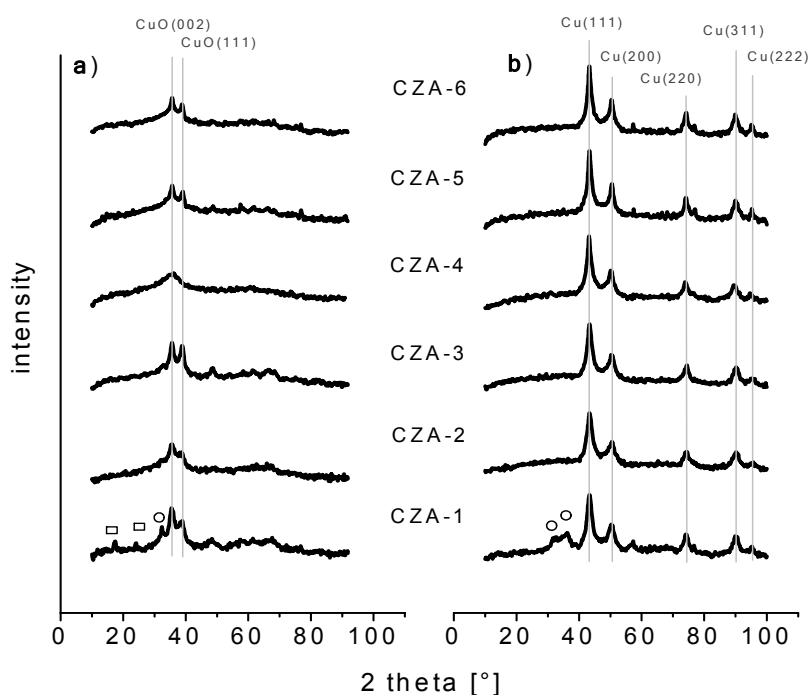 CuO(002)
CuO(111)
Cu(111)
Cu(200)
Cu(220)
Cu(311)
Cu(222)
a)
b)
CZA-6
CZA-5
CZA-4
CZA-3
CZA-2
CZA-1
intensity
0 20 40 60 80 100 0 20 40 60 80 100
2 theta [°]